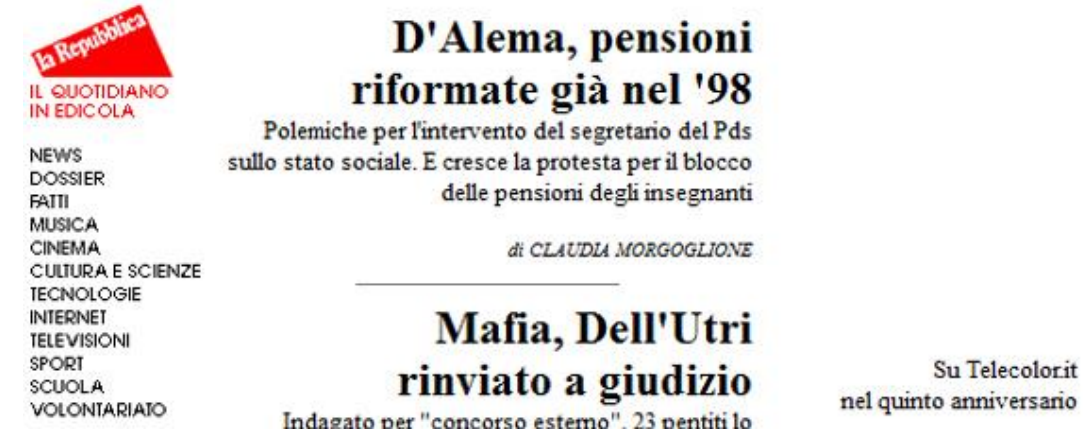 la Repubblica
IL QUOTIDIANO
IN EDICOLA
NEWS
DOSSIER
FATTI
MUSICA
CINEMA
CULTURA E SCIENZE
TECNOLOGIE
INTERNET
TELEVISIONI
SPORT
SCUOLA
VOLONTARIATO
D'Alema, pensioni
riformate già nel '98
Polemiche per l'intervento del segretario del Pds
sullo stato sociale. E cresce la protesta per il blocco
delle pensioni degli insegnanti
di CLAUDIA MORGOGLIONE
Mafia, Dell'Utri
rinviato a giudizio
Indagato per "concorso esterno". 23 pentiti lo
Su Telecolor.it
nel quinto anniversario